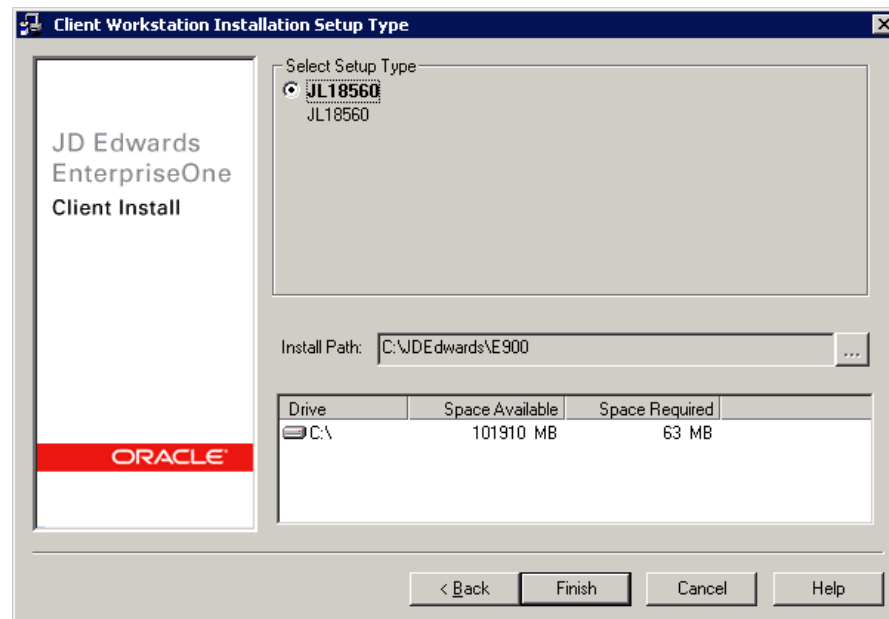 Client Workstation Installation Setup Type
JD Edwards
EnterpriseOne
Client Install
ORACLE
Select Setup Type
JL18560
JL18560
Install Path: C:\JDEdwards\E900 ...
Drive Space Available Space Required
C:\ 101910 MB 63 MB
< Back Finish Cancel Help